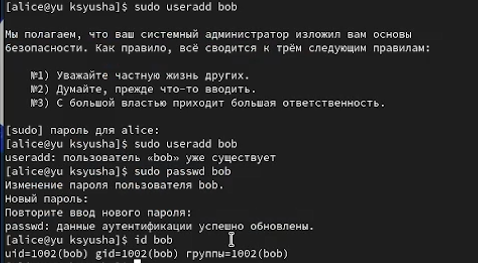 [alice@yu ksyusha]$ sudo useradd bob
Мы полагаем, что ваш системный администратор изложил вам основы
безопасности. Как правило, всё сводится к трём следующим правилам:
№1) Уважайте частную жизнь других.
№2) Думайте, прежде что-то вводить.
№3) С большой властью приходит большая ответственность.
[sudo] пароль для alice:
[alice@yu ksyusha]$ sudo useradd bob
useradd: пользователь «bob» уже существует
[alice@yu ksyusha]$ sudo passwd bob
Изменение пароля пользователя bob.
Новый пароль:
Повторите ввод нового пароля:
passwd: данные аутентификации успешно обновлены.
[alice@yu ksyusha]$ id bob
uid=1002(bob) gid=1002(bob) группы=1002(bob)